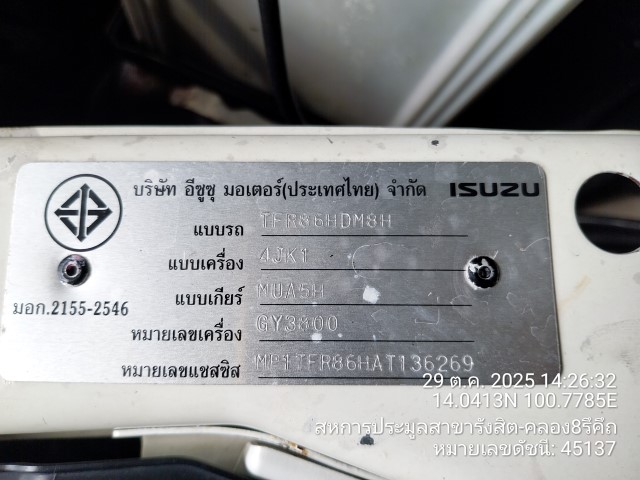 บริษัท อีซูซุ มอเตอร์(ประเทศไทย) จำกัด ISUZU
แบบรถ TFR86HDM8H
แบบเครื่อง 4JK1
แบบเกียร์ MUA5H
มอก.2155-2546
หมายเลขเครื่อง GY3800
หมายเลขแชสซิส MP1TFR86HAT136269
29 ต.ค. 2025 14:26:32
14.0413N 100.7785E
สหการประมูลสาขารังสิต-คลอง8ริคึถ
หมายเลขดัชนี: 45137